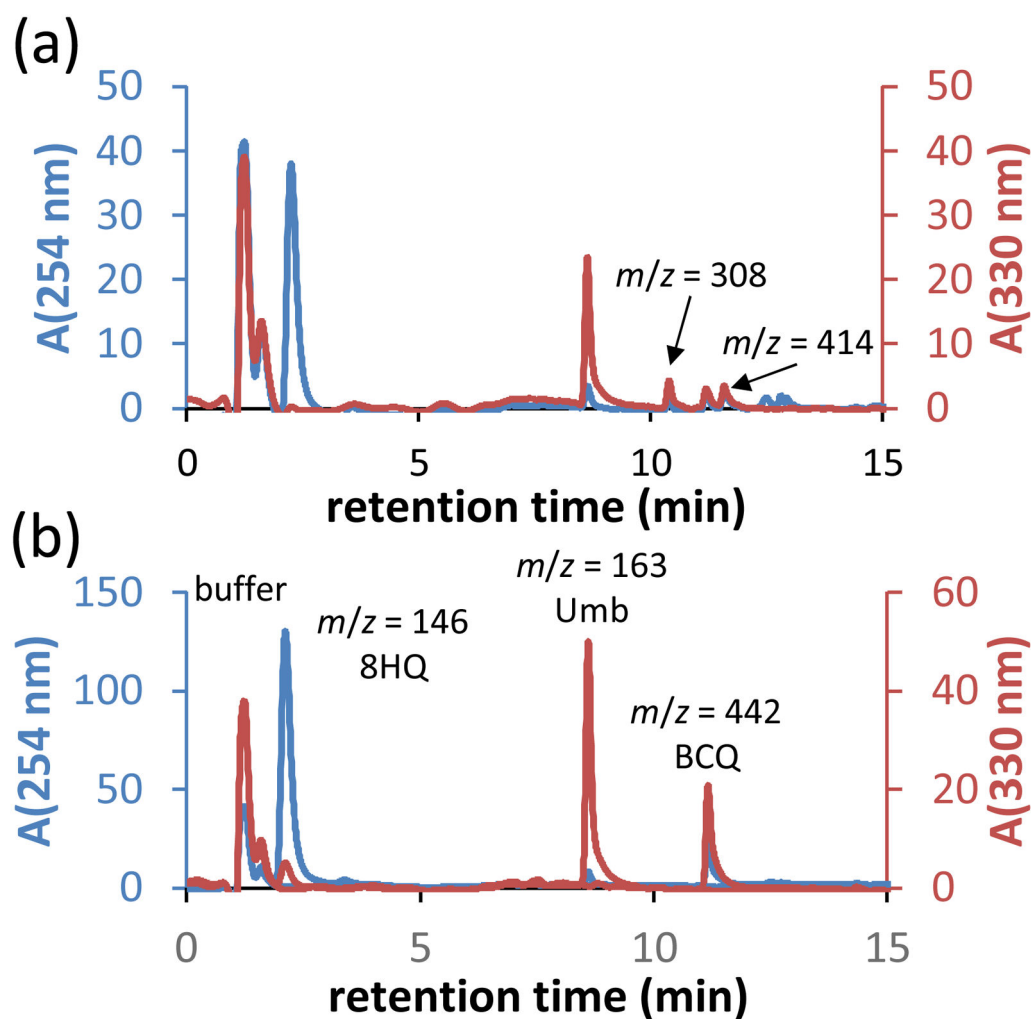 (a)
50
40
30
20
10
0
A(254 nm)
50
40
30
20
10
0
A(330 nm)
m/z = 308
m/z = 414
0
5
10
15
retention time (min)
(b)
150
100
50
0
A(254 nm)
60
40
20
0
A(330 nm)
buffer
m/z = 146
8HQ
m/z = 163
Umb
m/z = 442
BCQ
0
5
10
15
retention time (min)